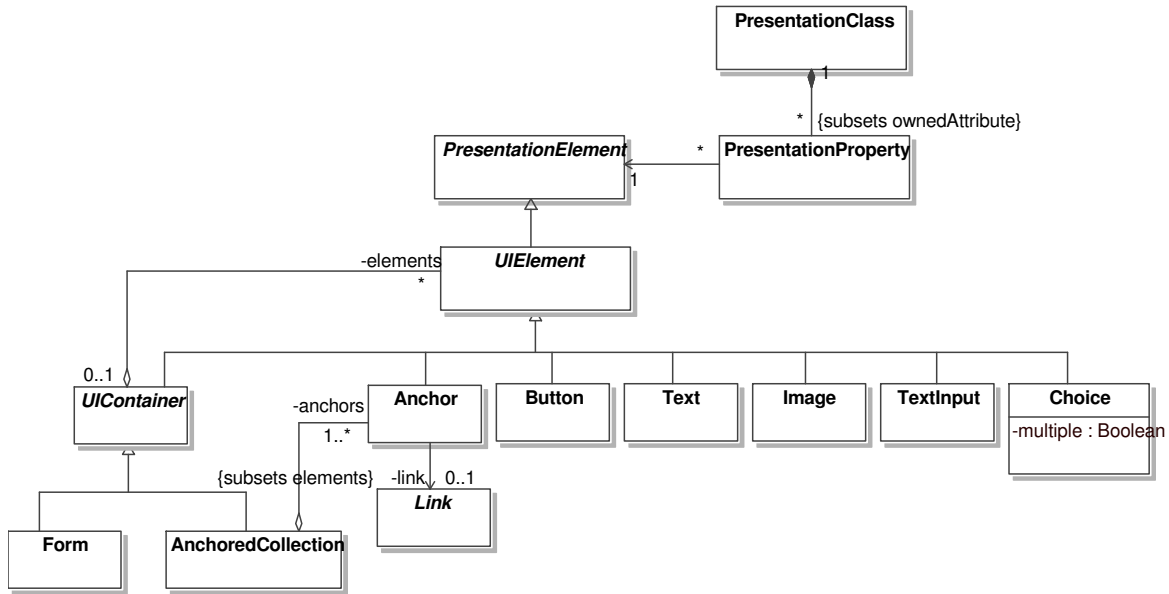 PresentationClass
1
* {subsets ownedAttribute}
PresentationElement
*
1
PresentationProperty
-elements
*
UIElement
0..1
UIContainer
-anchors
1..*
Anchor
Button
Text
Image
TextInput
Choice
-multiple : Boolean
{subsets elements}
-link
0..1
Link
Form
AnchoredCollection